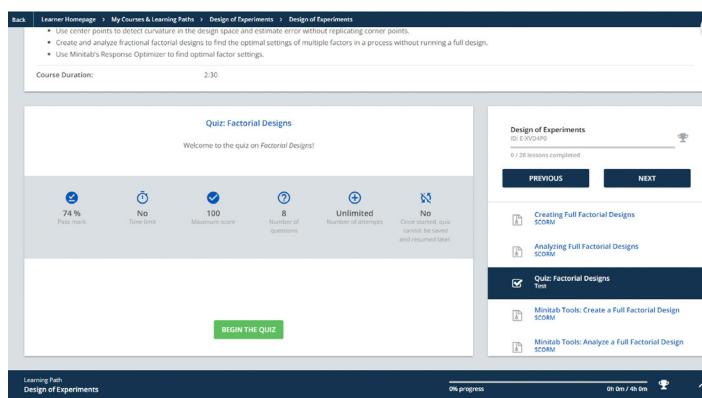 Back Learner Homepage > My Courses & Learning Paths > Design of Experiments > Design of Experiments
• Use center points to detect curvature in the design space and estimate error without replicating corner points.
• Create and analyze fractional factorial designs to find the optimal settings of multiple factors in a process without running a full design.
• Use Minitab's Response Optimizer to find optimal factor settings.
Course Duration: 2:30
Quiz: Factorial Designs
Welcome to the quiz on Factorial Designs!
74 %
Pass mark
No
Time limit
100
Maximum score
8
Number of
questions
Unlimited
Number of attempts
No
Once started, quiz
cannot be saved
and resumed later.
BEGIN THE QUIZ
Design of Experiments
ID: E-XVD4P0
0 / 28 lessons completed
PREVIOUS NEXT
Creating Full Factorial Designs
SCORM
Analyzing Full Factorial Designs
SCORM
Quiz: Factorial Designs
Test
Minitab Tools: Create a Full Factorial Design
SCORM
Minitab Tools: Analyze a Full Factorial Design
SCORM
Learning Path
Design of Experiments
0% progress 0h 0m / 4h 0m